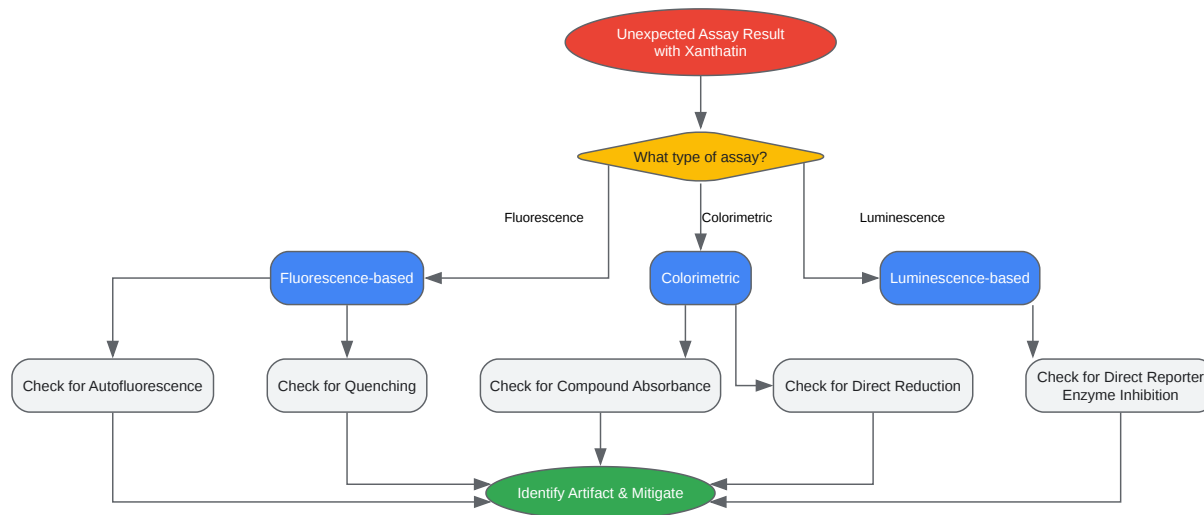 Unexpected Assay Result
with Xanthatin
What type of assay?
Fluorescence
Colorimetric
Luminescence
Fluorescence-based
Colorimetric
Luminescence-based
Check for Autofluorescence
Check for Quenching
Check for Compound Absorbance
Check for Direct Reduction
Check for Direct Reporter
Enzyme Inhibition
Identify Artifact & Mitigate